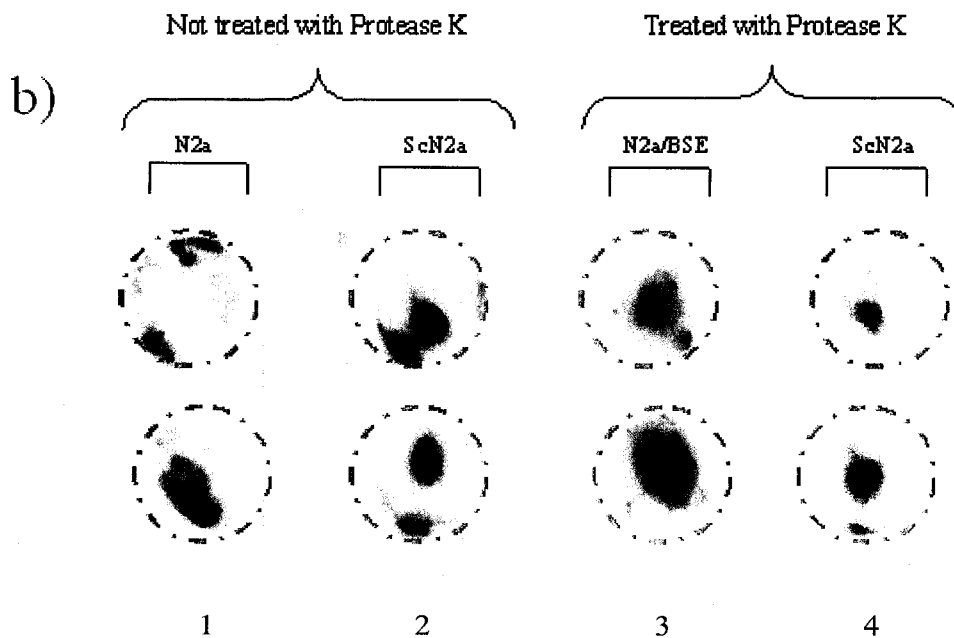 Not treated with Protease K
Treated with Protease K
b)
N2a
ScN2a
N2a/BSE
ScN2a
1
2
3
4